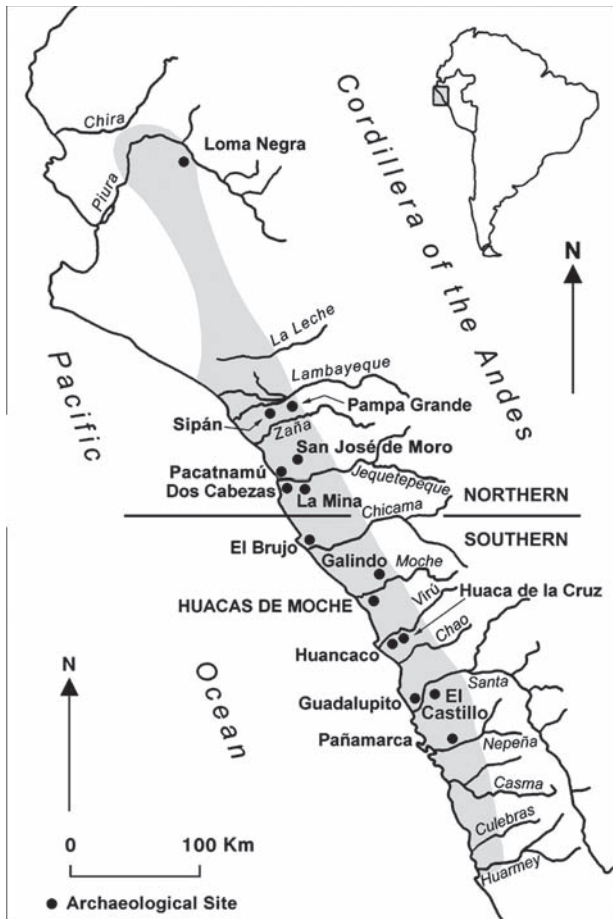 Chira
Loma Negra
Piura
Cordillera of the Andes
N
La Leche
Pacific
Lambayeque
Pampa Grande
Sipán
Zaña
San José de Moro
Pacatnamú
Jequetepeque
Dos Cabezas
La Mina
Chicama
NORTHERN
SOUTHERN
El Brujo
Galindo
Moche
HUACAS DE MOCHE
Virú
Huaca de la Cruz
Chao
Huancaco
N
Ocean
Santa
Guadalupito
El
Castillo
Pañamarca
Nepeña
Casma
0 100 Km
Culebras
Huarmey
Archaeological Site